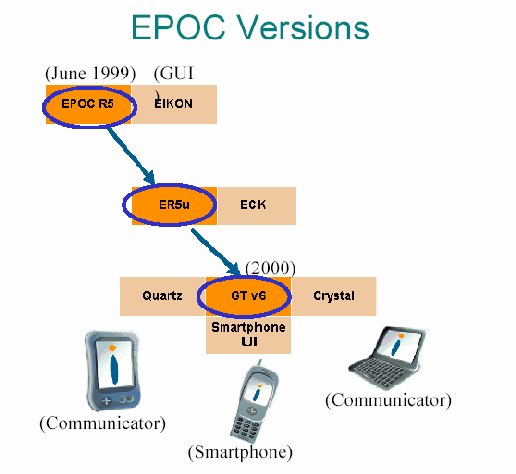 EPOC Versions
(June 1999) (GUI
)
EPOC R5 EIKON
ER5u ECK
(2000)
Quartz GT v6 Crystal
Smartphone
UI
(Communicator)
(Communicator)
(Smartphone)